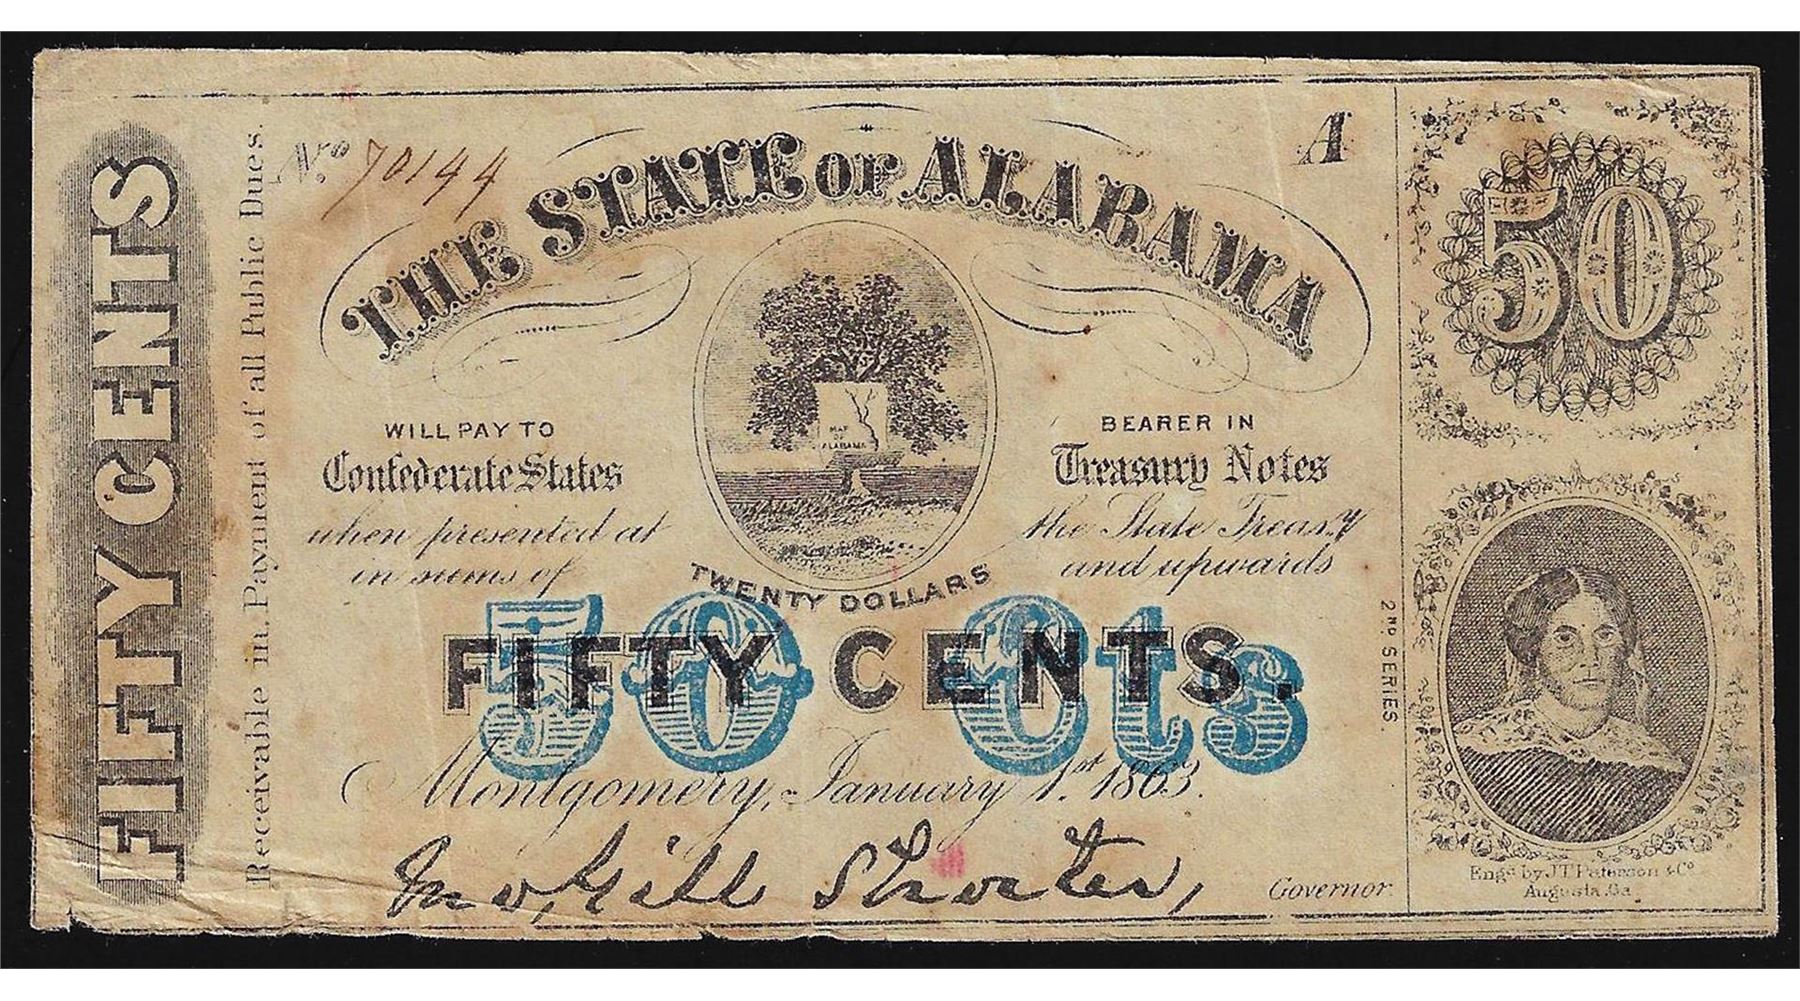 FIFTY CENTS
Receivable in Payment of all Public Dues.
No. 70144
A
THE STATE OF ALABAMA
50
MAP
OF
ALABAMA
WILL PAY TO
BEARER IN
Confederate States
Treasury Notes
when presented at
the State Treasy
in sums of
TWENTY DOLLARS
and upwards
50 Cts
FIFTY CENTS.
Montgomery, January 1st. 1863.
2ND. SERIES.
Jno. Gill Shorter,
Governor.
Engd by J.T. Paterson & Co
Augusta, Ga